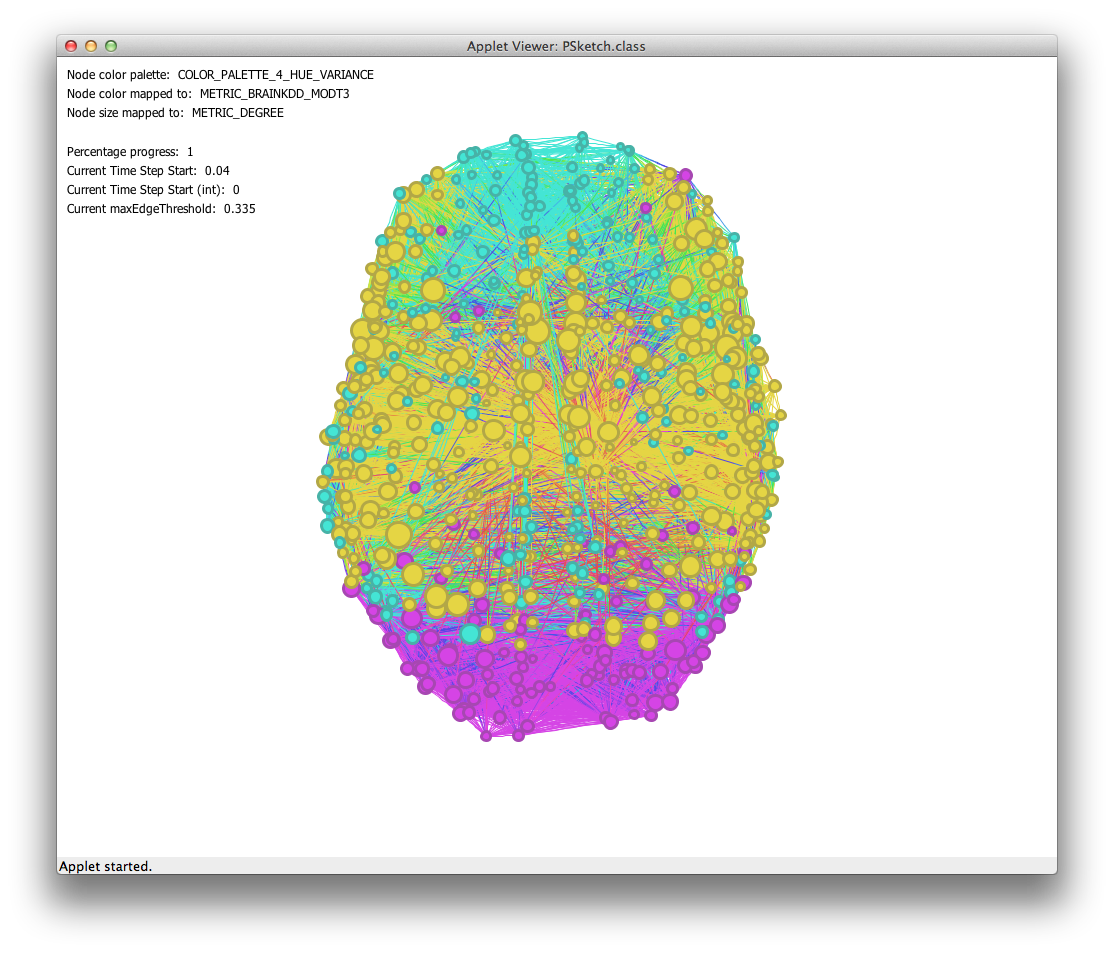 Applet Viewer: PSketch.class
Node color palette:  COLOR_PALETTE_4_HUE_VARIANCE
Node color mapped to:  METRIC_BRAINKDD_MODT3
Node size mapped to:  METRIC_DEGREE
Percentage progress:  1
Current Time Step Start:  0.04
Current Time Step Start (int):  0
Current maxEdgeThreshold:  0.335
Applet started.